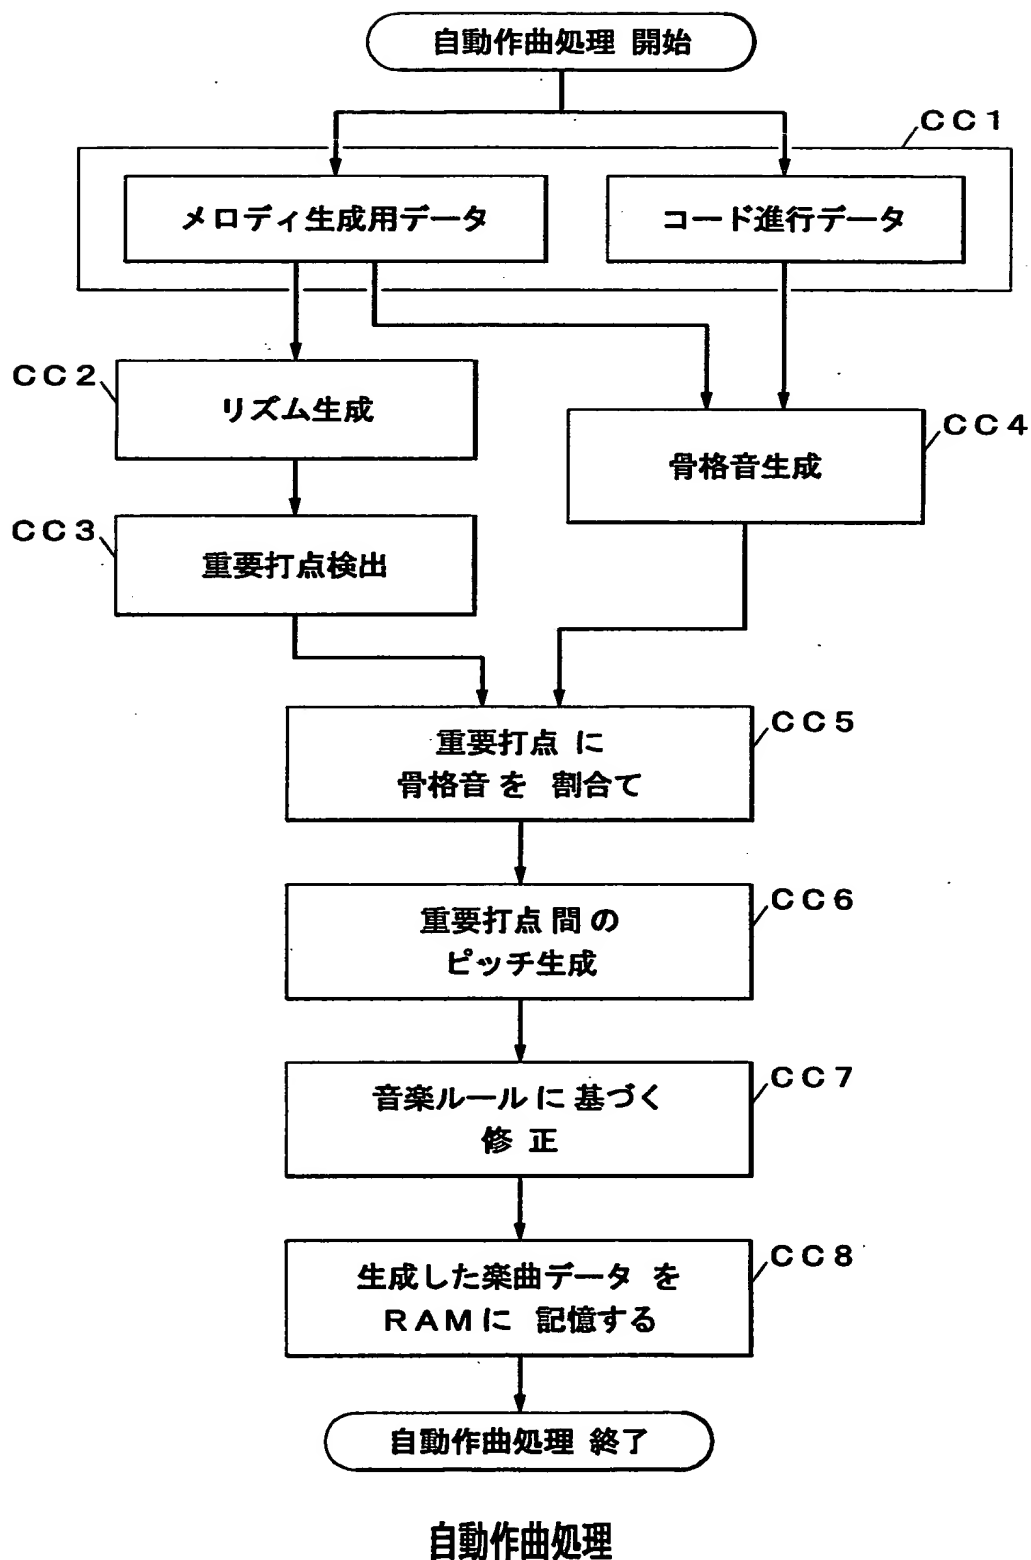 自動作曲処理 開始
CC1
メロディ生成用データ
コード進行データ
CC2
リズム生成
CC4
骨格音生成
CC3
重要打点検出
CC5
重要打点 に
骨格音 を 割合て
CC6
重要打点 間 の
ピッチ生成
CC7
音楽ルール に 基づく
修 正
CC8
生成した楽曲データ を
RAMに 記憶する
自動作曲処理 終了
自動作曲処理